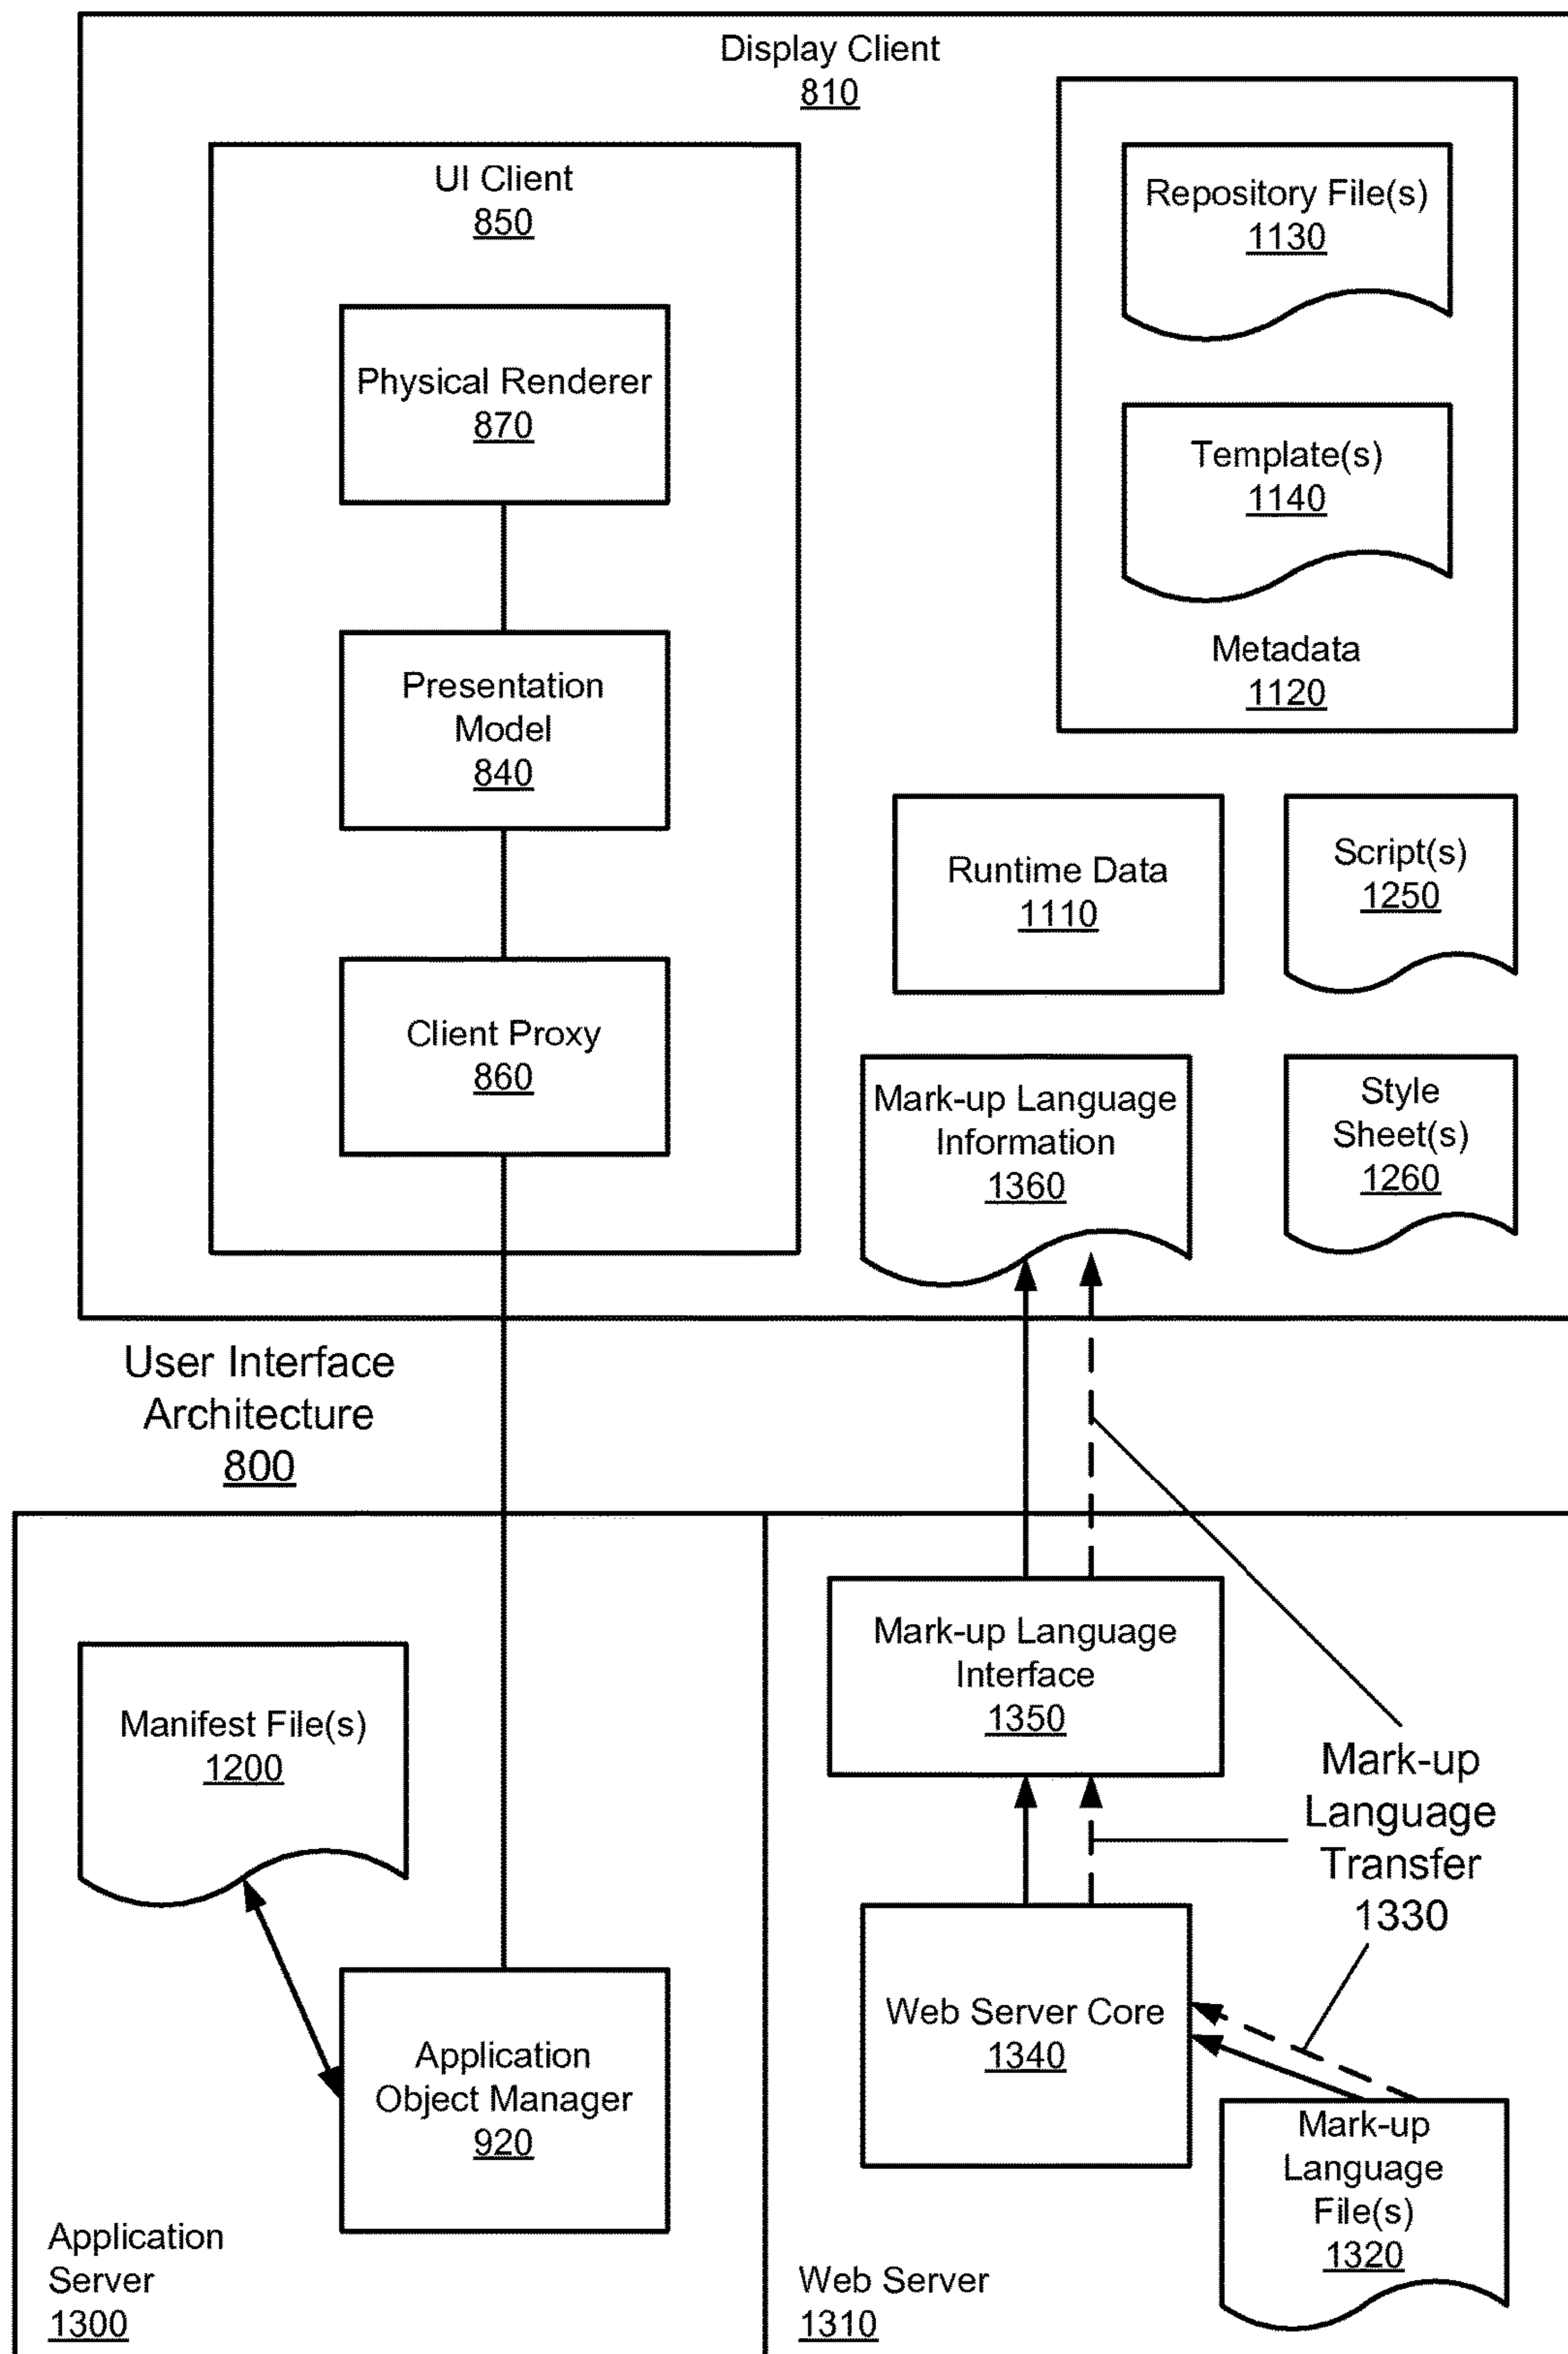 Display Client
810
UI Client
850
Physical Renderer
870
Presentation
Model
840
Client Proxy
860
Repository File(s)
1130
Template(s)
1140
Metadata
1120
Runtime Data
1110
Script(s)
1250
Mark-up Language
Information
1360
Style
Sheet(s)
1260
User Interface
Architecture
800
Manifest File(s)
1200
Application
Object Manager
920
Application
Server
1300
Mark-up Language
Interface
1350
Mark-up
Language
Transfer
1330
Web Server Core
1340
Mark-up
Language
File(s)
1320
Web Server
1310